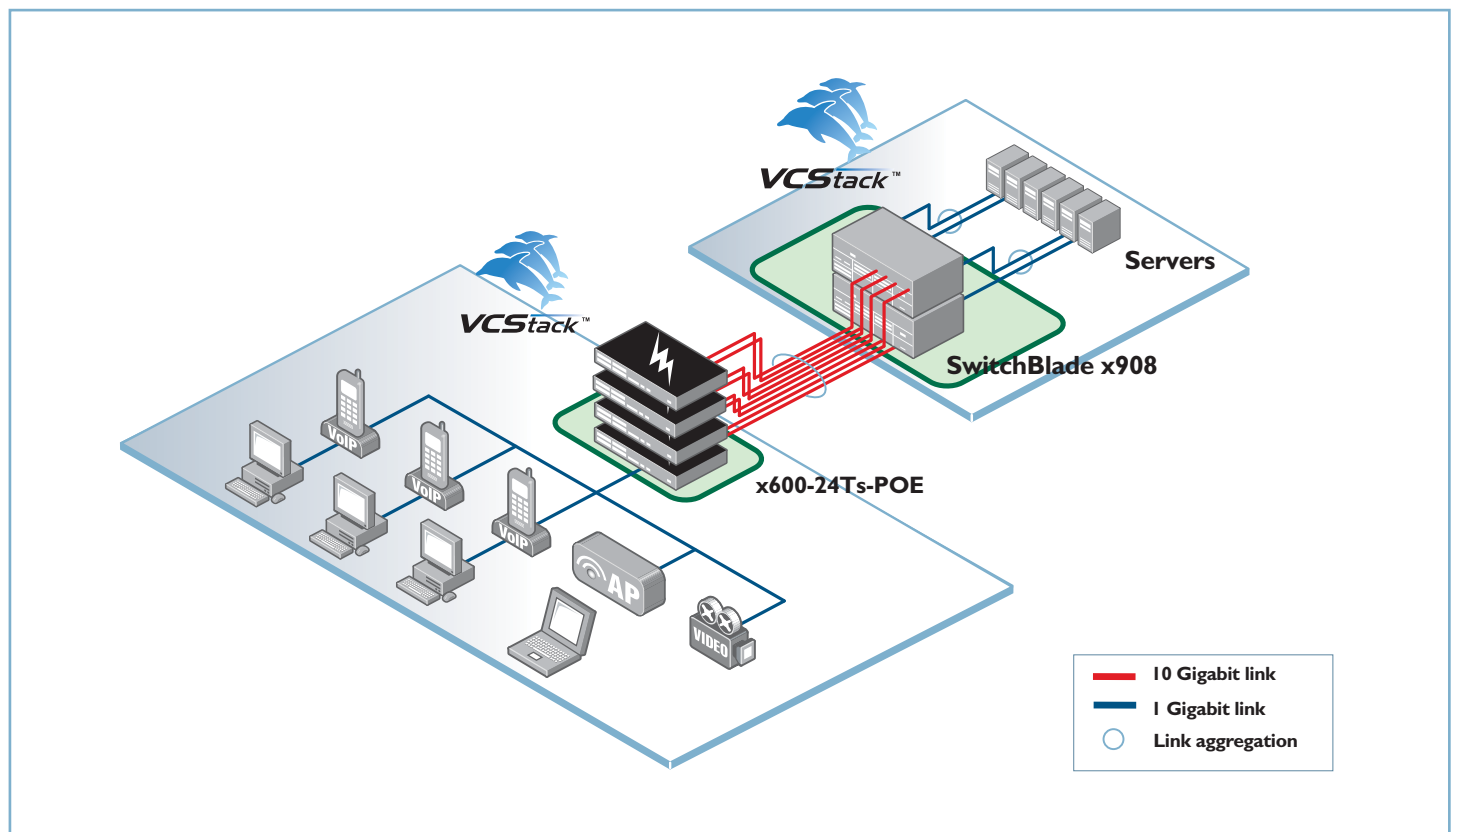 VCStack™
Servers
SwitchBlade x908
VCStack™
x600-24Ts-POE
VoIP
VoIP
VoIP
AP
VIDEO
10 Gigabit link
1 Gigabit link
Link aggregation